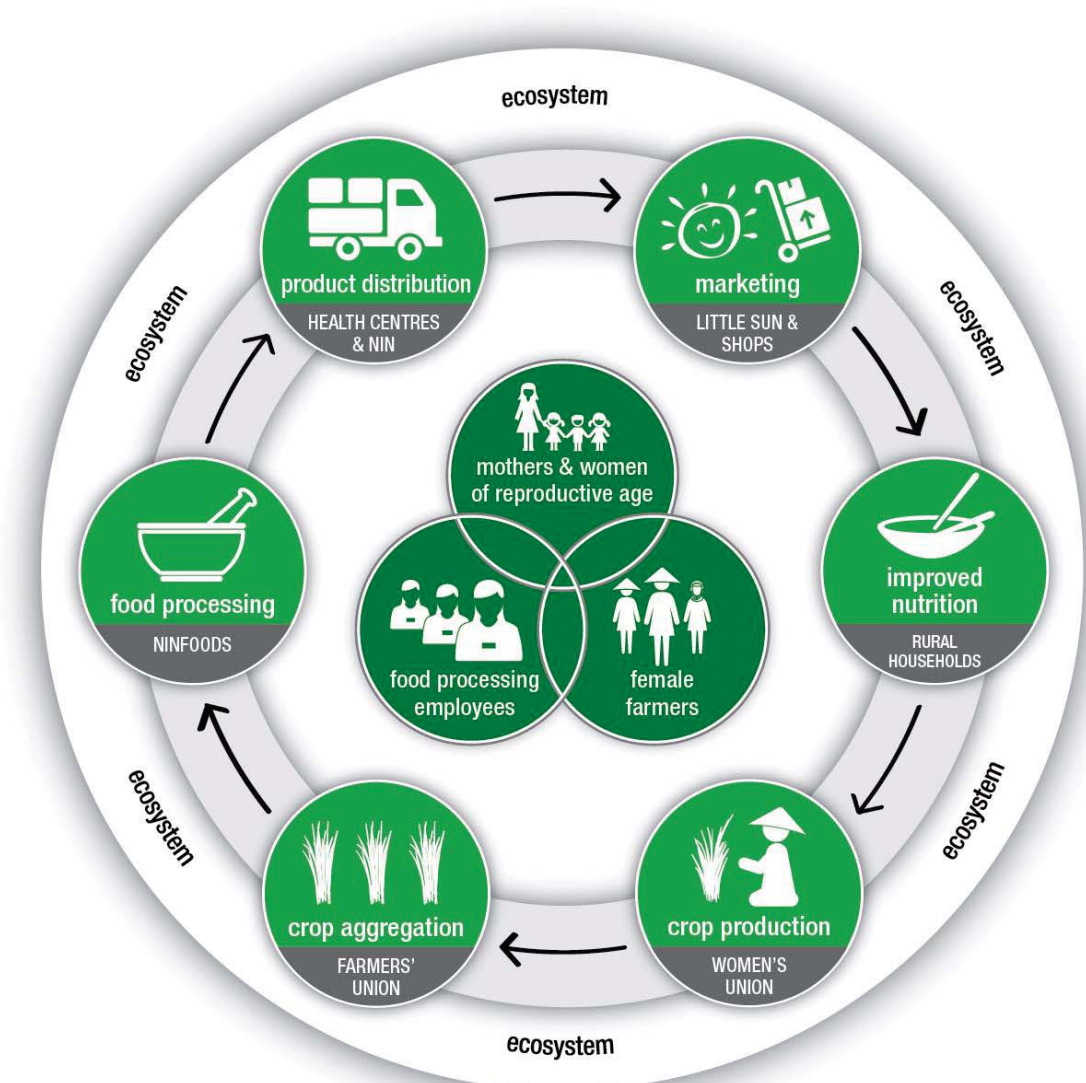 ecosystem
product distribution
HEALTH CENTRES
& NIN
marketing
LITTLE SUN &
SHOPS
ecosystem
ecosystem
mothers & women
of reproductive age
food processing
NINFOODS
improved
nutrition
RURAL
HOUSEHOLDS
food processing
employees
female
farmers
ecosystem
ecosystem
crop aggregation
FARMERS'
UNION
crop production
WOMEN'S
UNION
ecosystem